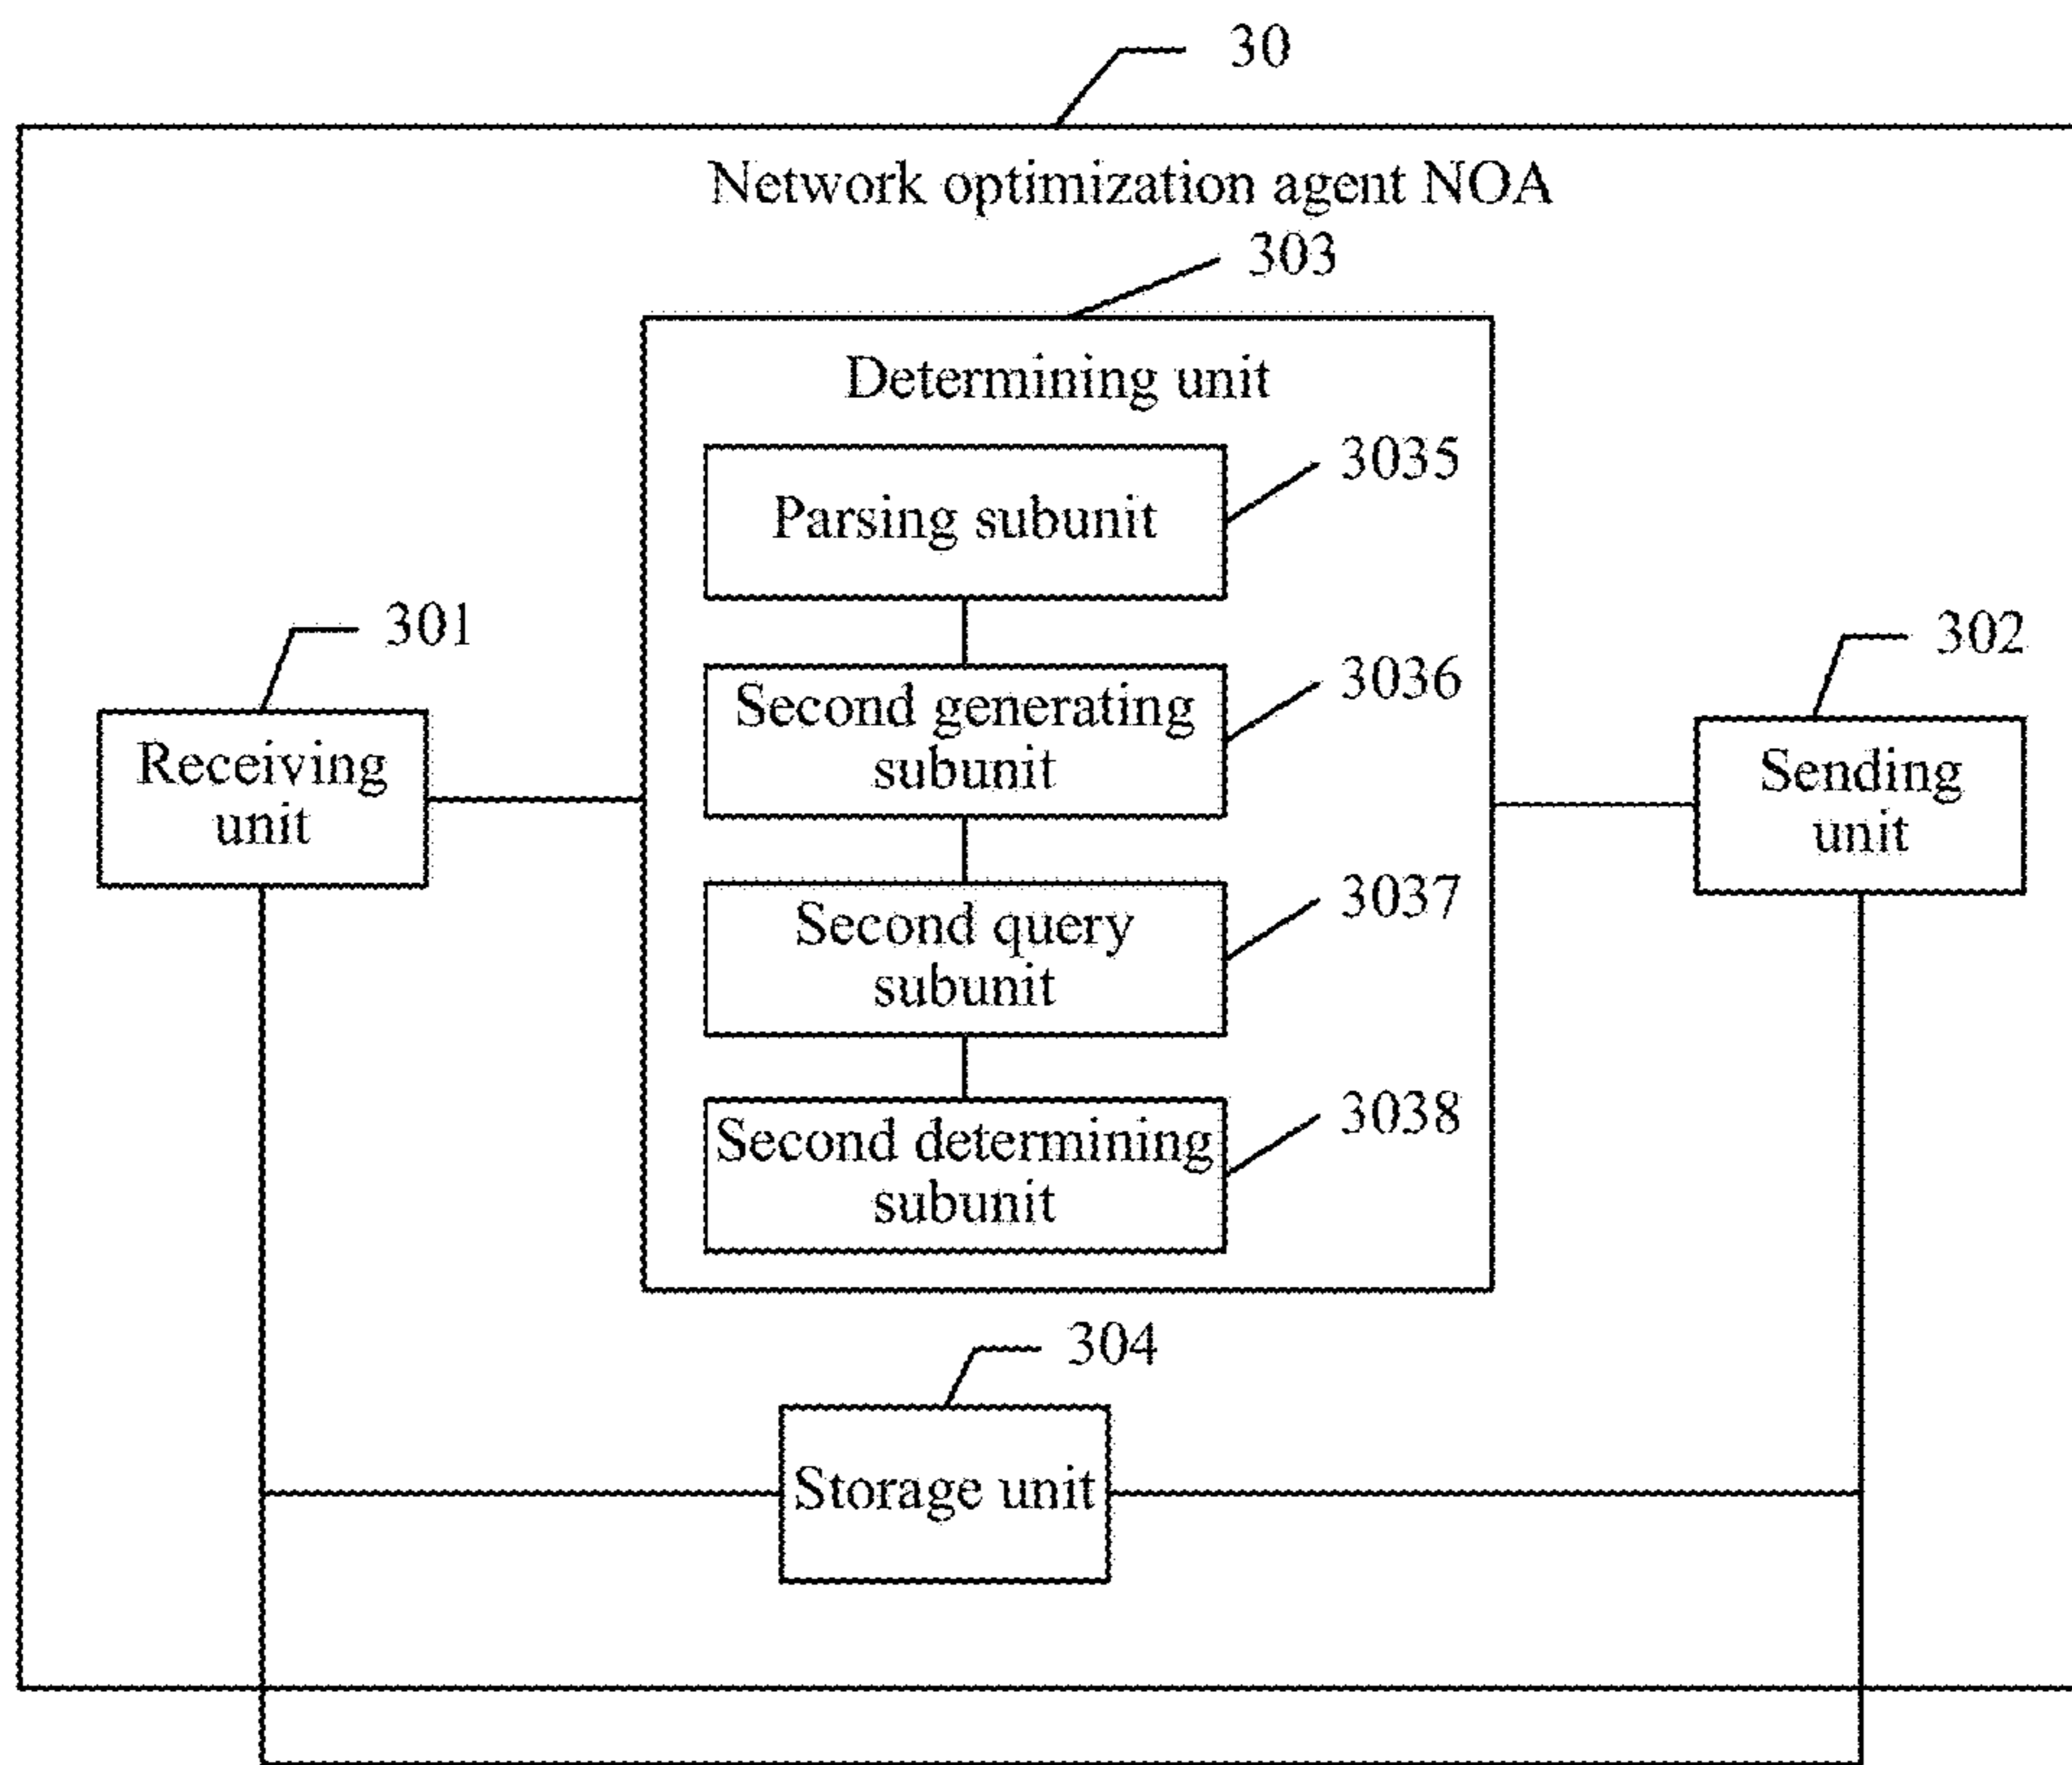 30
Network optimization agent NOA
303
Determining unit
3035
Parsing subunit
301
Receiving
unit
3036
Second generating
subunit
302
Sending
unit
3037
Second query
subunit
3038
Second determining
subunit
304
Storage unit